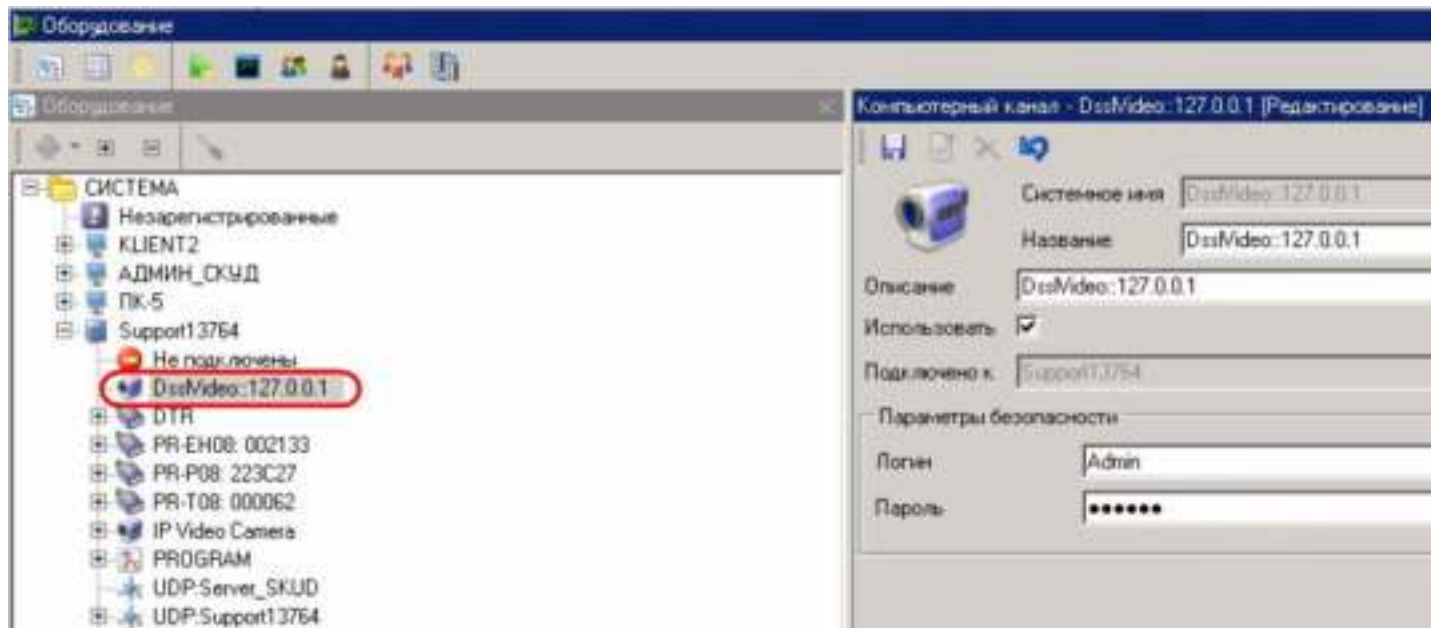 Оборудование
Оборудование
СИСТЕМА
Незарегистрированные
KLIENT2
АДМИН_СКУД
ПК-5
Support13764
Не подключены
DssVideo::127.0.0.1
DTR
PR-EH08: 002133
PR-P08: 223C27
PR-T08: 000062
IP Video Camera
PROGRAM
UDP:Server_SKUD
UDP:Support13764
Компьютерный канал - DssVideo::127.0.0.1 [Редактирование]
Системное имя DssVideo::127.0.0.1
Название DssVideo::127.0.0.1
Описание DssVideo::127.0.0.1
Использовать
Подключено к Support13764
Параметры безопасности
Логин Admin
Пароль ●●●●●●